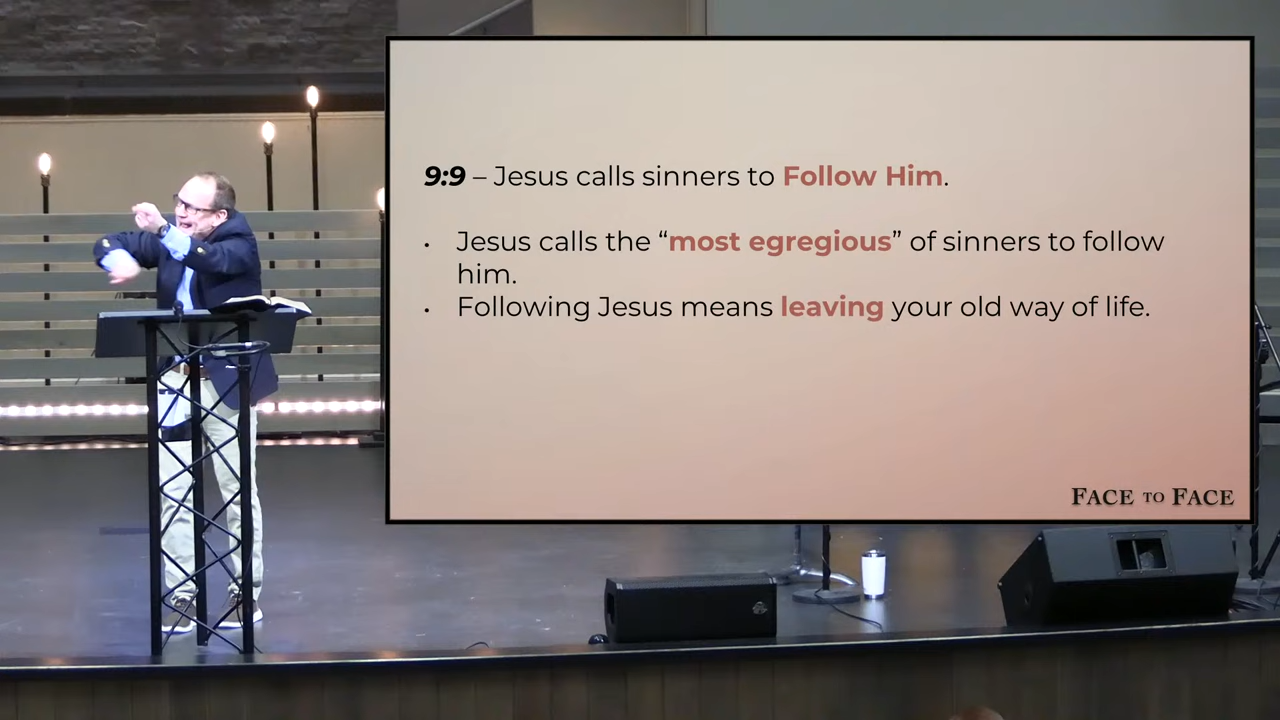 9:9 – Jesus calls sinners to Follow Him.
• Jesus calls the “most egregious” of sinners to follow
him.
• Following Jesus means leaving your old way of life.
FACE TO FACE